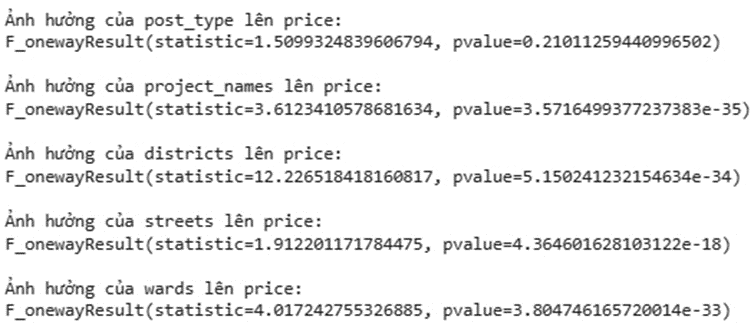 Ảnh hưởng của post_type lên price:
F_onewayResult(statistic=1.5099324839606794, pvalue=0.21011259440996502)
Ảnh hưởng của project_names lên price:
F_onewayResult(statistic=3.6123410578681634, pvalue=3.5716499377237383e-35)
Ảnh hưởng của districts lên price:
F_onewayResult(statistic=12.226518418160817, pvalue=5.150241232154634e-34)
Ảnh hưởng của streets lên price:
F_onewayResult(statistic=1.912201171784475, pvalue=4.364601628103122e-18)
Ảnh hưởng của wards lên price:
F_onewayResult(statistic=4.017242755326885, pvalue=3.804746165720014e-33)